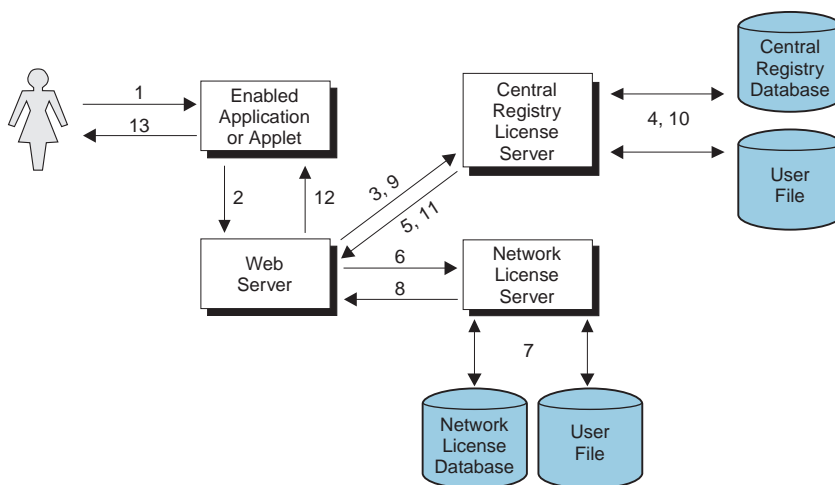 1
13
Enabled
Application
or Applet
Central
Registry
License
Server
4, 10
Central
Registry
Database
User
File
2
12
3, 9
5, 11
Web
Server
6
8
Network
License
Server
7
Network
License
Database
User
File